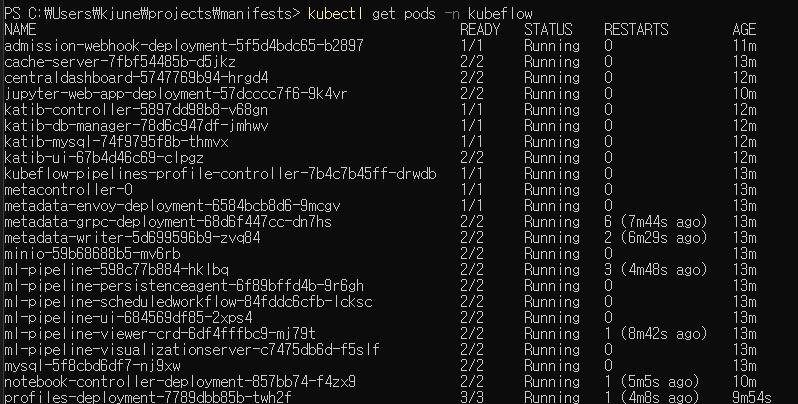 PS C:₩Users₩kjune₩projects₩manifests> kubectl get pods -n kubeflow
NAME READY STATUS RESTARTS AGE
admission-webhook-deployment-5f5d4bdc65-b2897 1/1 Running 0 11m
cache-server-7fbf54485b-d5jkz 2/2 Running 0 13m
centraldashboard-5747769b94-hrgd4 2/2 Running 0 12m
jupyter-web-app-deployment-57dcccc7f6-9k4vr 2/2 Running 0 10m
katib-controller-5897dd98b8-v68gn 1/1 Running 0 12m
katib-db-manager-78d6c947df-jmhwv 1/1 Running 0 12m
katib-mysql-74f9795f8b-thmvx 1/1 Running 0 12m
katib-ui-67b4d46c69-clpgz 2/2 Running 0 12m
kubeflow-pipelines-profile-controller-7b4c7b45ff-drwdb 1/1 Running 0 13m
metacontroller-0 1/1 Running 0 13m
metadata-envoy-deployment-6584bcb8d6-9mcgv 1/1 Running 0 13m
metadata-grpc-deployment-68d6f447cc-dn7hs 2/2 Running 6 (7m44s ago) 13m
metadata-writer-5d699596b9-zvq84 2/2 Running 2 (6m29s ago) 13m
minio-59b68688b5-mv6rb 2/2 Running 0 13m
ml-pipeline-598c77b884-hklbq 2/2 Running 3 (4m48s ago) 13m
ml-pipeline-persistenceagent-6f89bffd4b-9r6gh 2/2 Running 0 13m
ml-pipeline-scheduledworkflow-84fddc6cfb-lcksc 2/2 Running 0 13m
ml-pipeline-ui-684569df85-2xps4 2/2 Running 0 13m
ml-pipeline-viewer-crd-6df4fffbc9-mj79t 2/2 Running 1 (8m42s ago) 13m
ml-pipeline-visualizationserver-c7475db6d-f5slf 2/2 Running 0 13m
mysql-5f8cbd6df7-nj9xw 2/2 Running 0 13m
notebook-controller-deployment-857bb74-f4zx9 2/2 Running 1 (5m5s ago) 10m
profiles-deployment-7789dbb85b-twh2f 3/3 Running 1 (4m8s ago) 9m54s